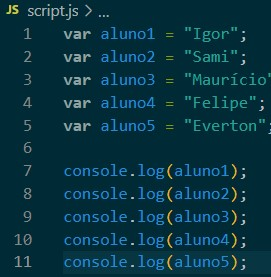 JS script.js > ...
1 var aluno1 = "Igor";
2 var aluno2 = "Sami";
3 var aluno3 = "Maurício"
4 var aluno4 = "Felipe";
5 var aluno5 = "Everton";
6
7 console.log(aluno1);
8 console.log(aluno2);
9 console.log(aluno3);
10 console.log(aluno4);
11 console.log(aluno5);